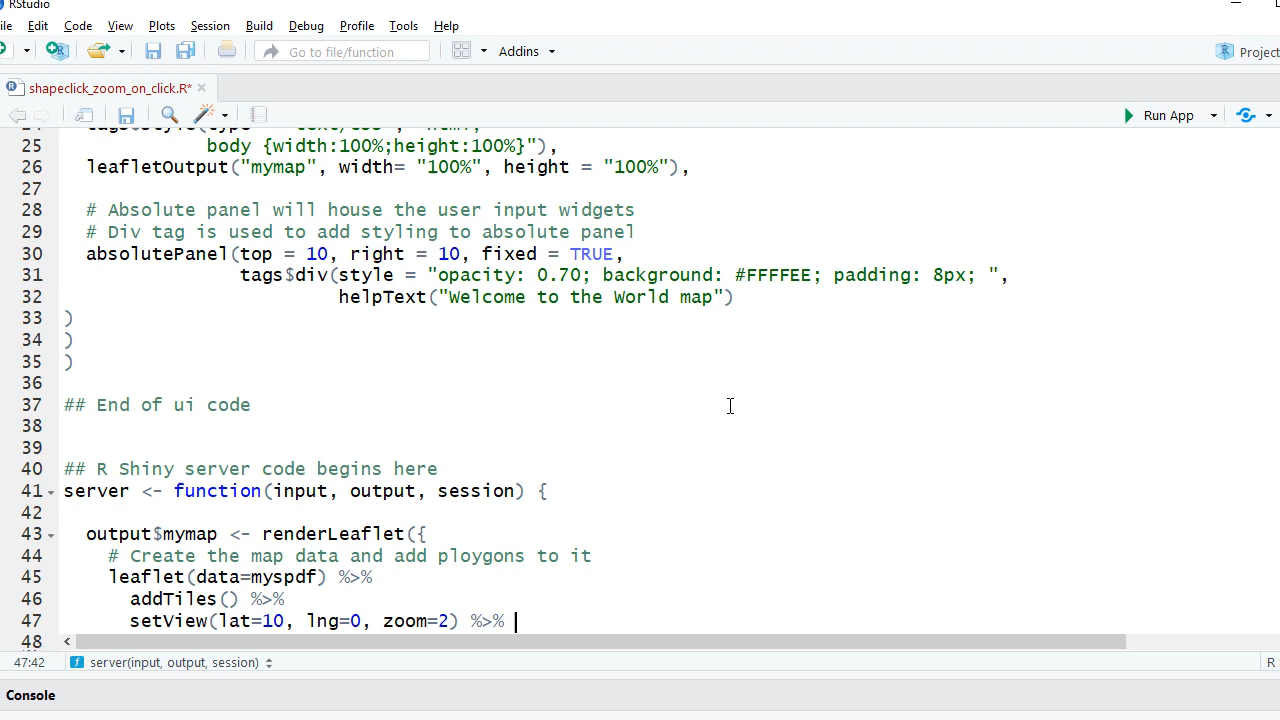 RStudio
ile Edit Code View Plots Session Build Debug Profile Tools Help
Go to file/function Addins Project
shapeclick_zoom_on_click.R*
Run App
25 body {width:100%;height:100%}"),
26 leafletOutput("mymap", width= "100%", height = "100%"),
27
28 # Absolute panel will house the user input widgets
29 # Div tag is used to add styling to absolute panel
30 absolutePanel(top = 10, right = 10, fixed = TRUE,
31 tags$div(style = "opacity: 0.70; background: #FFFFEE; padding: 8px; ",
32 helpText("Welcome to the World map")
33 )
34 )
35 )
36
37 ## End of ui code
38
39
40 ## R Shiny server code begins here
41 server <- function(input, output, session) {
42
43 output$mymap <- renderLeaflet({
44 # Create the map data and add ploygons to it
45 leaflet(data=myspdf) %>%
46 addTiles() %>%
47 setView(lat=10, lng=0, zoom=2) %>%
48
47:42 server(input, output, session) R
Console